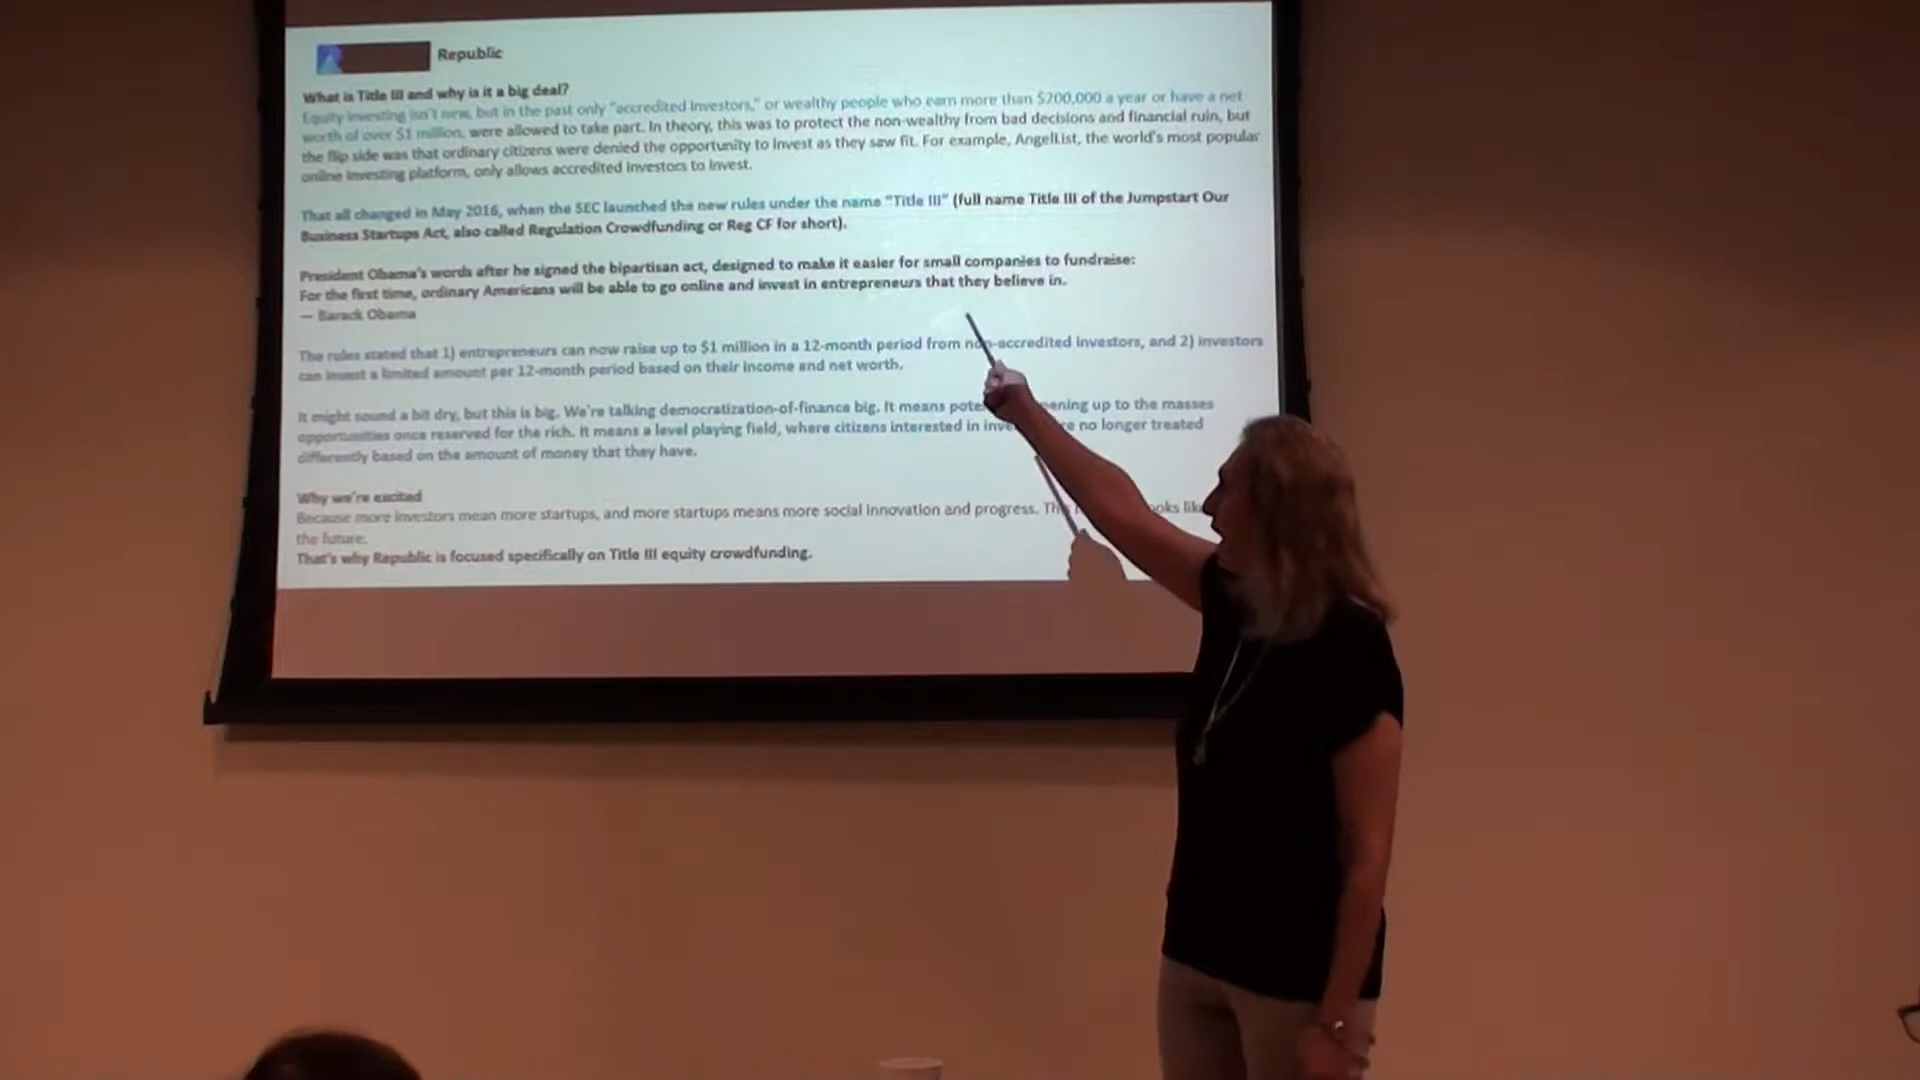 Republic
What is Title III and why is it a big deal?
Equity investing isn't new, but in the past only "accredited investors," or wealthy people who earn more than $200,000 a year or have a net
worth of over $1 million, were allowed to take part. In theory, this was to protect the non-wealthy from bad decisions and financial ruin, but
the flip side was that ordinary citizens were denied the opportunity to invest as they saw fit. For example, AngelList, the world's most popular
online investing platform, only allows accredited investors to invest.
That all changed in May 2016, when the SEC launched the new rules under the name "Title III" (full name Title III of the Jumpstart Our
Business Startups Act, also called Regulation Crowdfunding or Reg CF for short).
President Obama's words after he signed the bipartisan act, designed to make it easier for small companies to fundraise:
For the first time, ordinary Americans will be able to go online and invest in entrepreneurs that they believe in.
— Barack Obama
The rules stated that 1) entrepreneurs can now raise up to $1 million in a 12-month period from non-accredited investors, and 2) investors
can invest a limited amount per 12-month period based on their income and net worth.
It might sound a bit dry, but this is big. We're talking democratization-of-finance big. It means up to the masses
opportunities once reserved for the rich. It means a level playing field, where citizens interested in no longer treated
differently based on the amount of money that they have.
Why we're excited
Because more investors mean more startups, and more startups means more social innovation and progress.
the future.
That's why Republic is focused specifically on Title III equity crowdfunding.